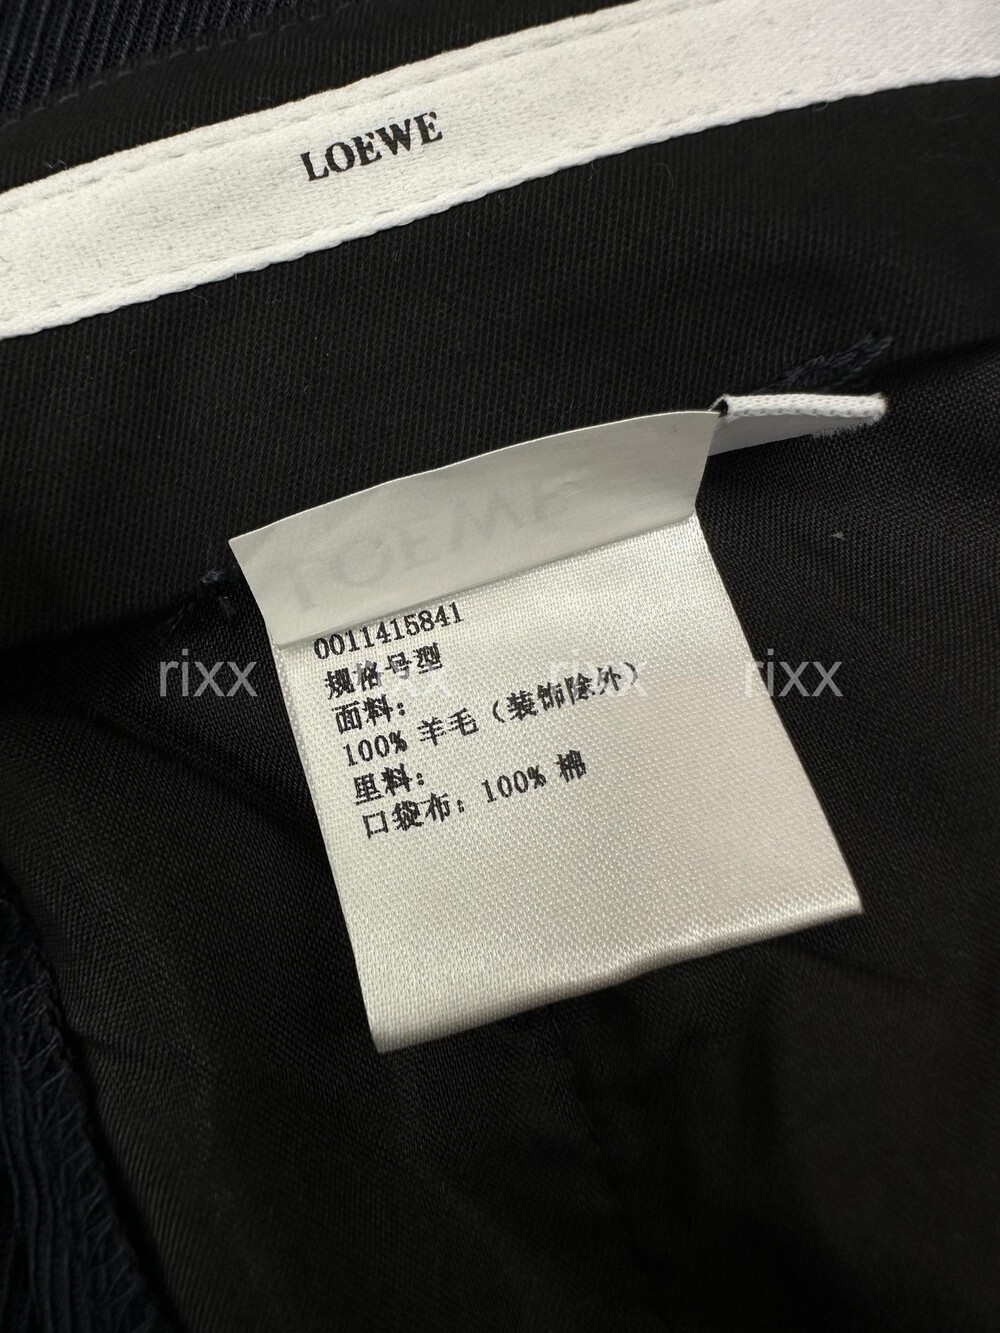 LOEWE
LOEWE
0011415841
规格号型
面料:
100% 羊毛（装饰除外）
里料:
口袋布: 100% 棉
rixx rixx rixx rixx